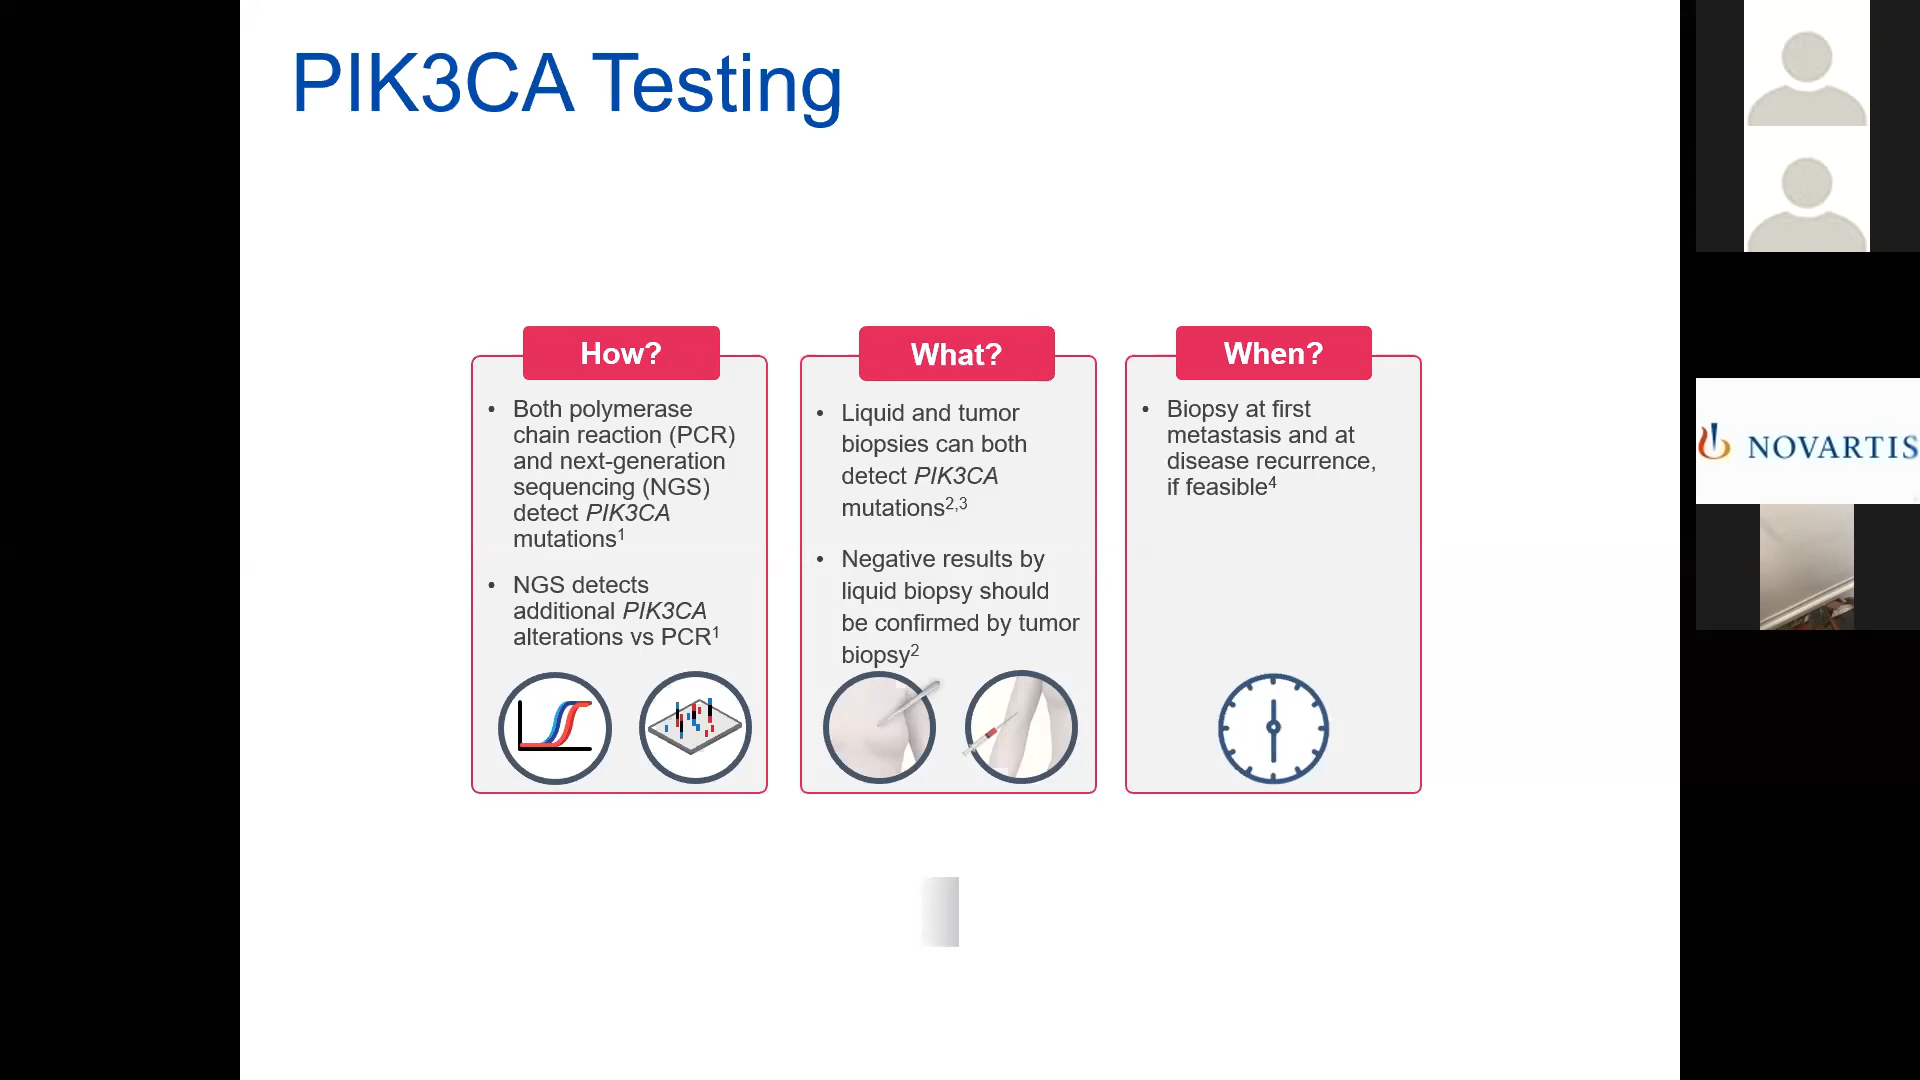 PIK3CA Testing
How?
• Both polymerase
chain reaction (PCR)
and next-generation
sequencing (NGS)
detect PIK3CA
mutations1
• NGS detects
additional PIK3CA
alterations vs PCR1
What?
• Liquid and tumor
biopsies can both
detect PIK3CA
mutations2,3
• Negative results by
liquid biopsy should
be confirmed by tumor
biopsy2
When?
• Biopsy at first
metastasis and at
disease recurrence,
if feasible4
NOVARTIS